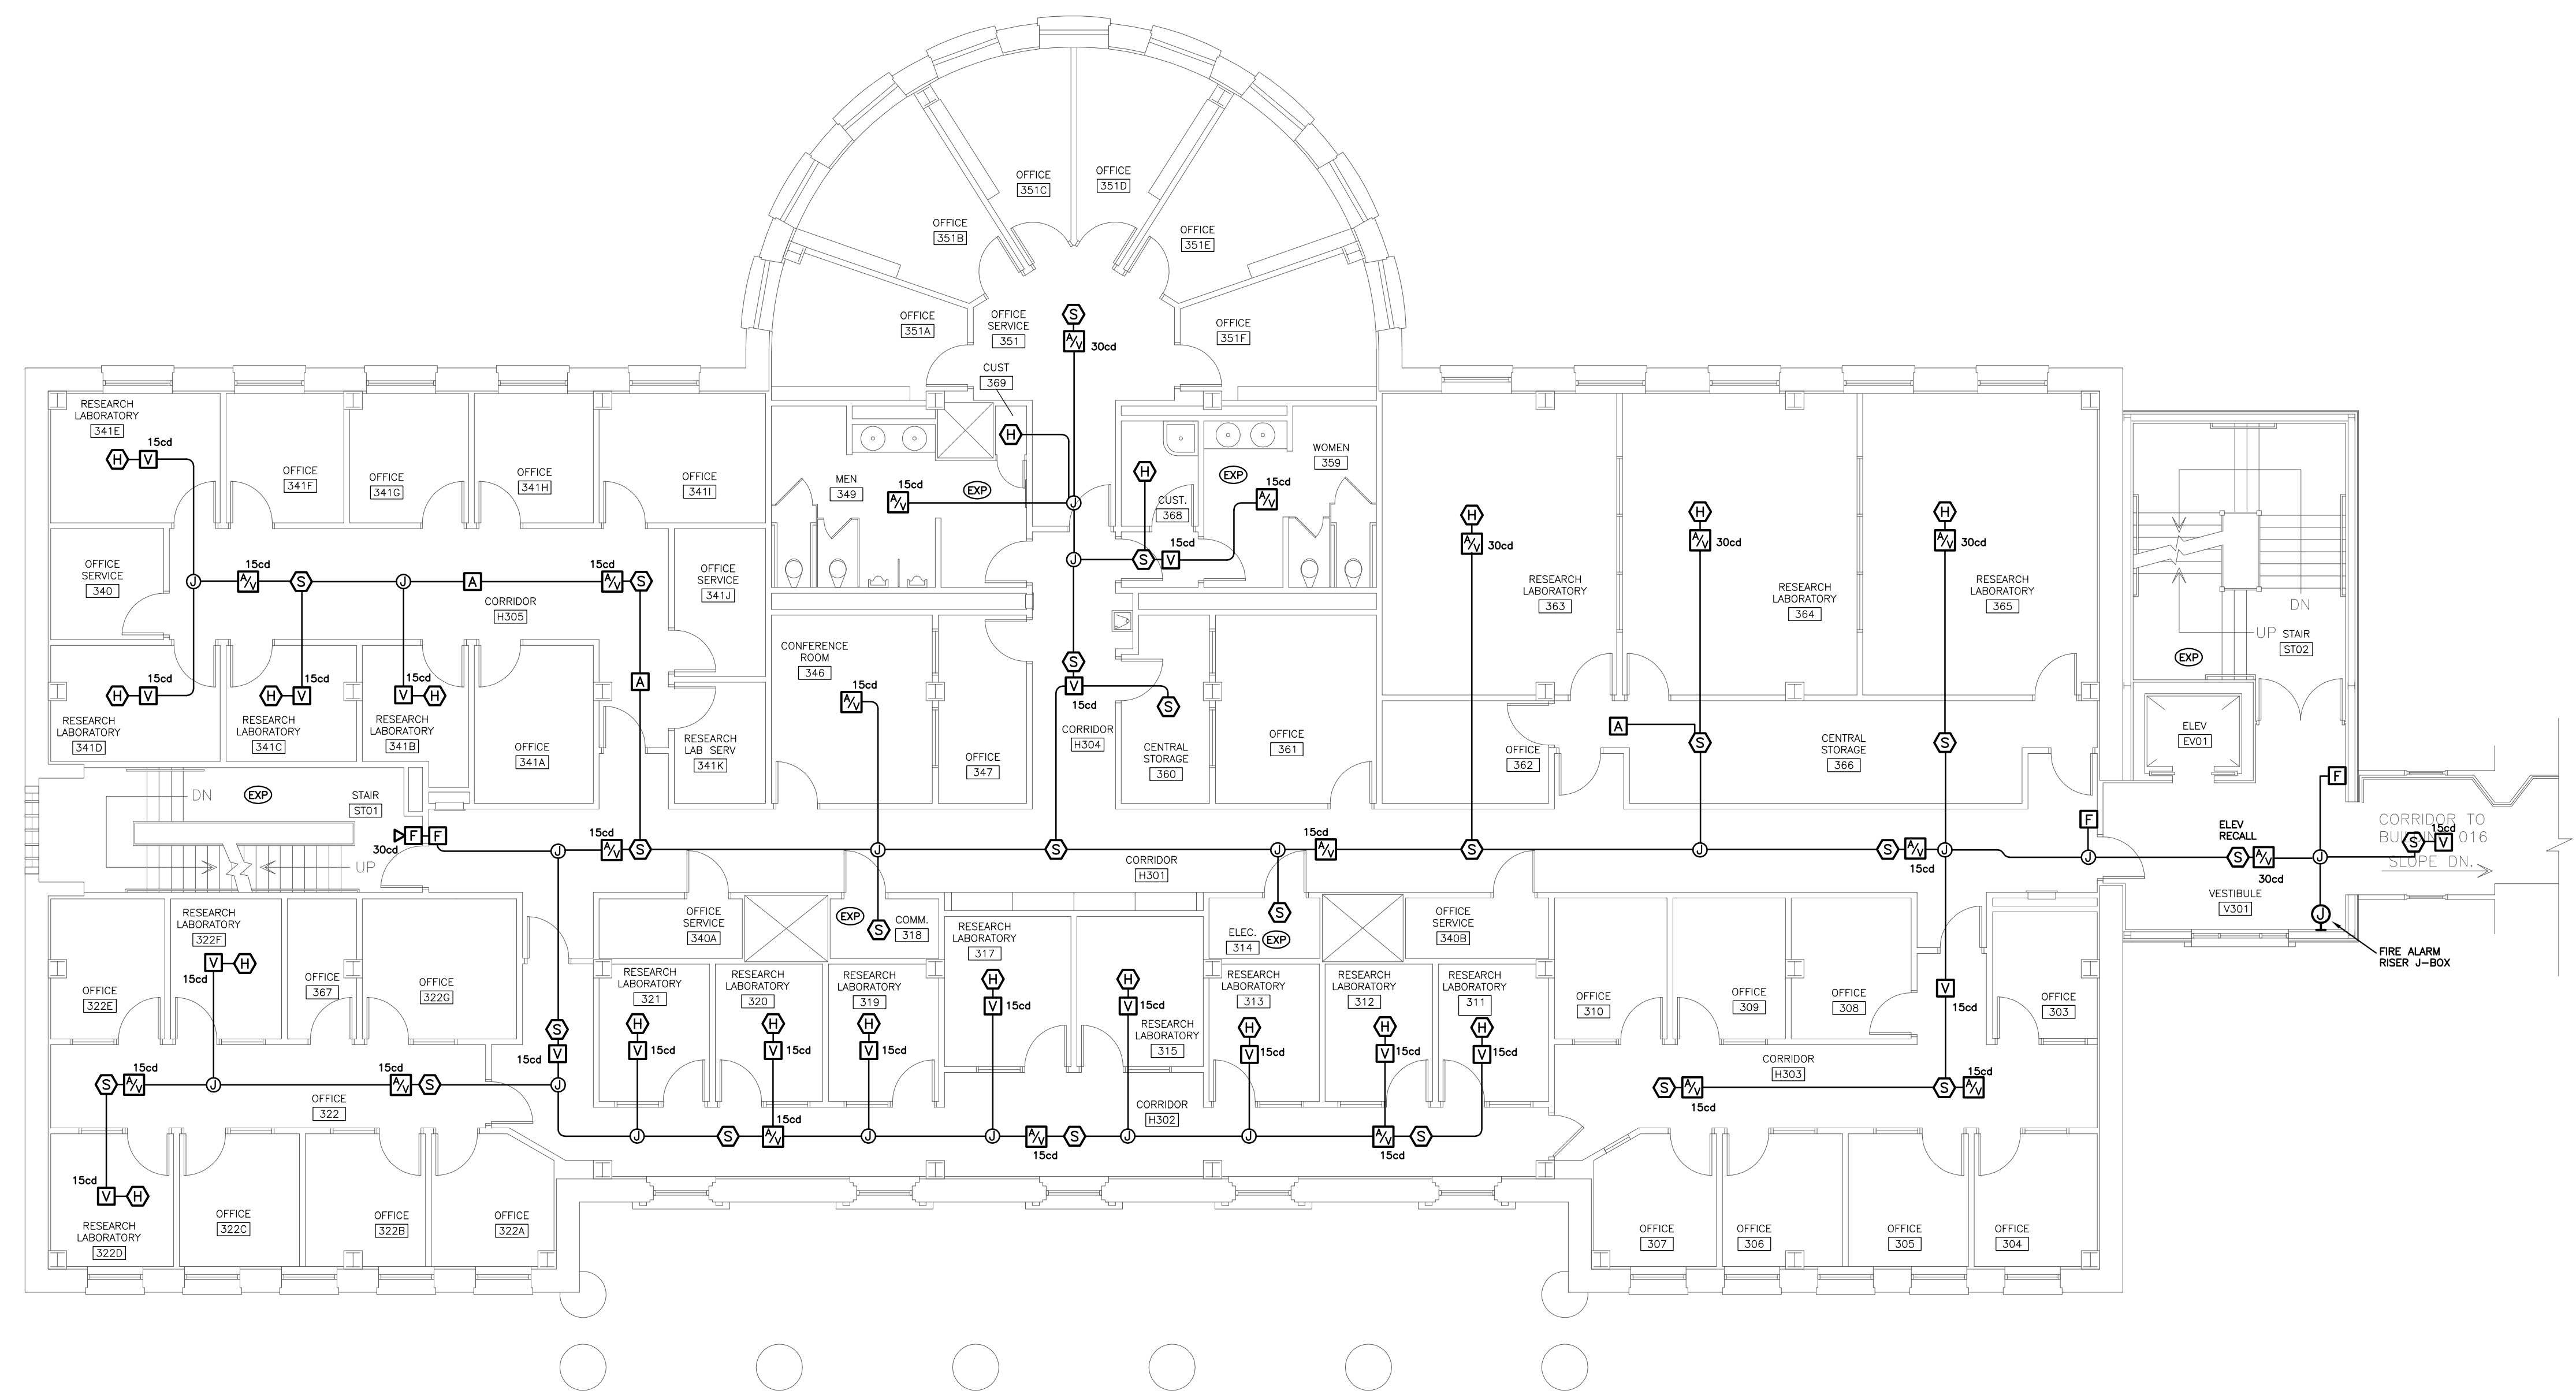 OFFICE
351C
OFFICE
351D
OFFICE
351B
OFFICE
351E
OFFICE
351A
OFFICE
SERVICE
351
OFFICE
351F
S
A/V
30cd
CUST
369
H
RESEARCH
LABORATORY
341E
15cd
H
V
OFFICE
341F
OFFICE
341G
OFFICE
341H
OFFICE
341I
MEN
349
15cd
A/V
EXP
J
H
CUST.
368
EXP
WOMEN
359
15cd
A/V
J
S
V
15cd
H
A/V
30cd
RESEARCH
LABORATORY
363
H
A/V
30cd
RESEARCH
LABORATORY
364
H
A/V
30cd
RESEARCH
LABORATORY
365
DN
UP
STAIR
ST02
EXP
OFFICE
SERVICE
340
J
15cd
A/V
S
J
A
CORRIDOR
H305
15cd
A/V
S
OFFICE
SERVICE
341J
15cd
H
V
RESEARCH
LABORATORY
341D
15cd
H
V
RESEARCH
LABORATORY
341C
15cd
V
H
RESEARCH
LABORATORY
341B
OFFICE
341A
A
RESEARCH
LAB SERV
341K
CONFERENCE
ROOM
346
15cd
A/V
OFFICE
347
S
V
15cd
S
CORRIDOR
H304
CENTRAL
STORAGE
360
OFFICE
361
OFFICE
362
A
S
CENTRAL
STORAGE
366
S
ELEV
EV01
DN
EXP
STAIR
ST01
UP
F
F
30cd
J
15cd
A/V
S
J
S
J
15cd
A/V
S
J
S
A/V
15cd
J
F
J
ELEV
RECALL
S
A/V
30cd
J
F
CORRIDOR TO
BUILDING 016
SLOPE DN.
S
15cd
V
VESTIBULE
V301
J
FIRE ALARM
RISER J-BOX
CORRIDOR
H301
OFFICE
SERVICE
340A
EXP
S
COMM.
318
S
ELEC.
314
EXP
OFFICE
SERVICE
340B
OFFICE
322E
RESEARCH
LABORATORY
322F
V
H
15cd
OFFICE
367
OFFICE
322G
S
V
15cd
J
RESEARCH
LABORATORY
321
H
V
15cd
RESEARCH
LABORATORY
320
H
V
15cd
RESEARCH
LABORATORY
319
H
V
15cd
RESEARCH
LABORATORY
317
H
V
15cd
H
V
15cd
RESEARCH
LABORATORY
315
RESEARCH
LABORATORY
313
H
V
15cd
RESEARCH
LABORATORY
312
H
V
15cd
RESEARCH
LABORATORY
311
H
V
15cd
OFFICE
310
OFFICE
309
OFFICE
308
V
15cd
OFFICE
303
S
15cd
A/V
J
15cd
A/V
S
OFFICE
322
CORRIDOR
H302
J
S
15cd
A/V
J
J
A/V
15cd
S
J
J
A/V
15cd
S
CORRIDOR
H303
S
A/V
15cd
S
15cd
A/V
15cd
V
H
RESEARCH
LABORATORY
322D
OFFICE
322C
OFFICE
322B
OFFICE
322A
OFFICE
307
OFFICE
306
OFFICE
305
OFFICE
304